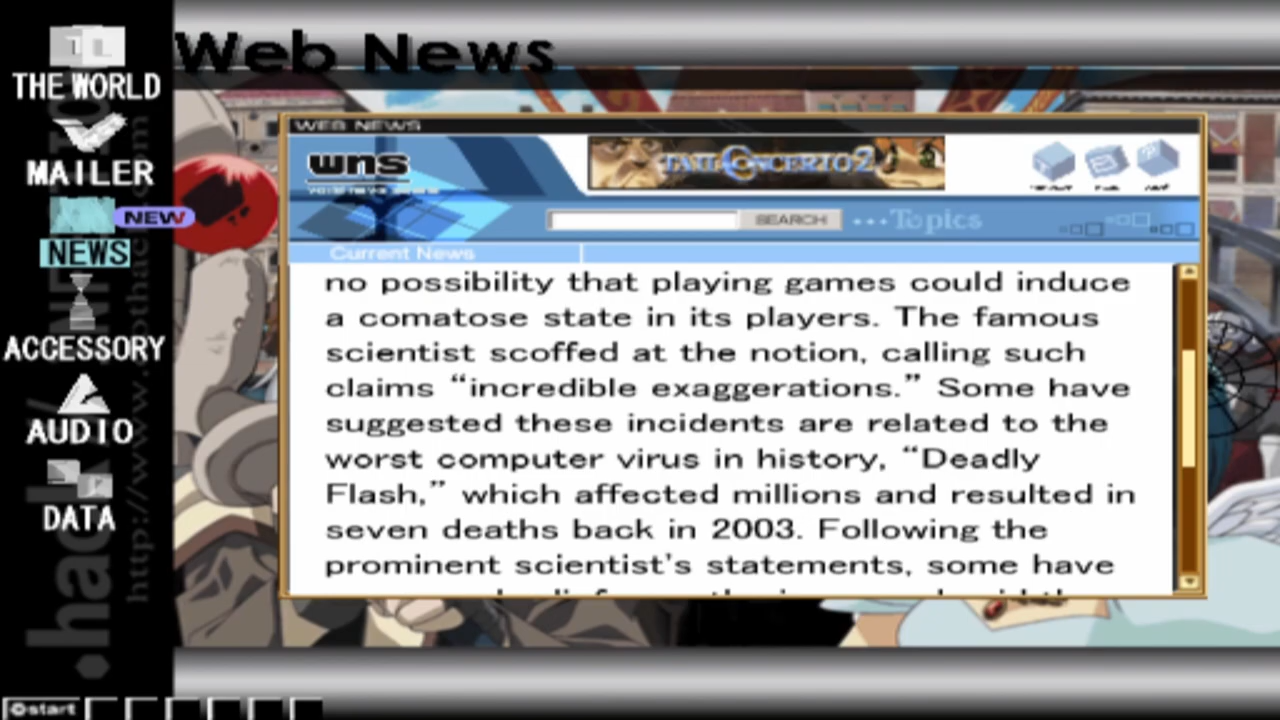 Web News
THE WORLD
MAILER
NEW
NEWS
ACCESSORY
AUDIO
DATA
start
WEB NEWS
wns
TAIL CONCERTO 2
SEARCH
...Topics
Current News
no possibility that playing games could induce
a comatose state in its players. The famous
scientist scoffed at the notion, calling such
claims “incredible exaggerations.” Some have
suggested these incidents are related to the
worst computer virus in history, “Deadly
Flash,” which affected millions and resulted in
seven deaths back in 2003. Following the
prominent scientist's statements, some have